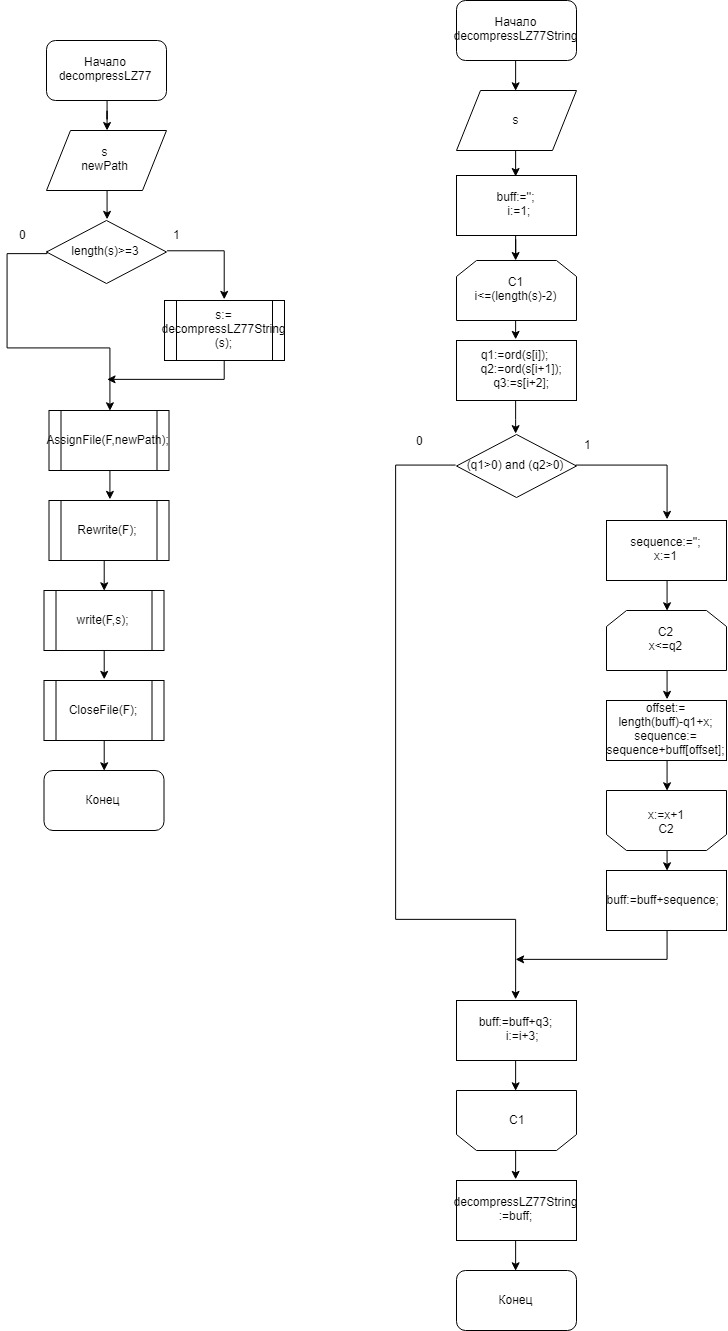 Начало
decompressLZ77
s
newPath
length(s)>=3
0
1
s:=
decompressLZ77String
(s);
AssignFile(F,newPath);
Rewrite(F);
write(F,s);
CloseFile(F);
Конец
Начало
decompressLZ77String
s
buff:='';
i:=1;
C1
i<=(length(s)-2)
q1:=ord(s[i]);
q2:=ord(s[i+1]);
q3:=s[i+2];
0
1
(q1>0) and (q2>0)
sequence:='';
x:=1
C2
x<=q2
offset:=
length(buff)-q1+x;
sequence:=
sequence+buff[offset];
x:=x+1
C2
buff:=buff+sequence;
buff:=buff+q3;
i:=i+3;
C1
decompressLZ77String
:=buff;
Конец